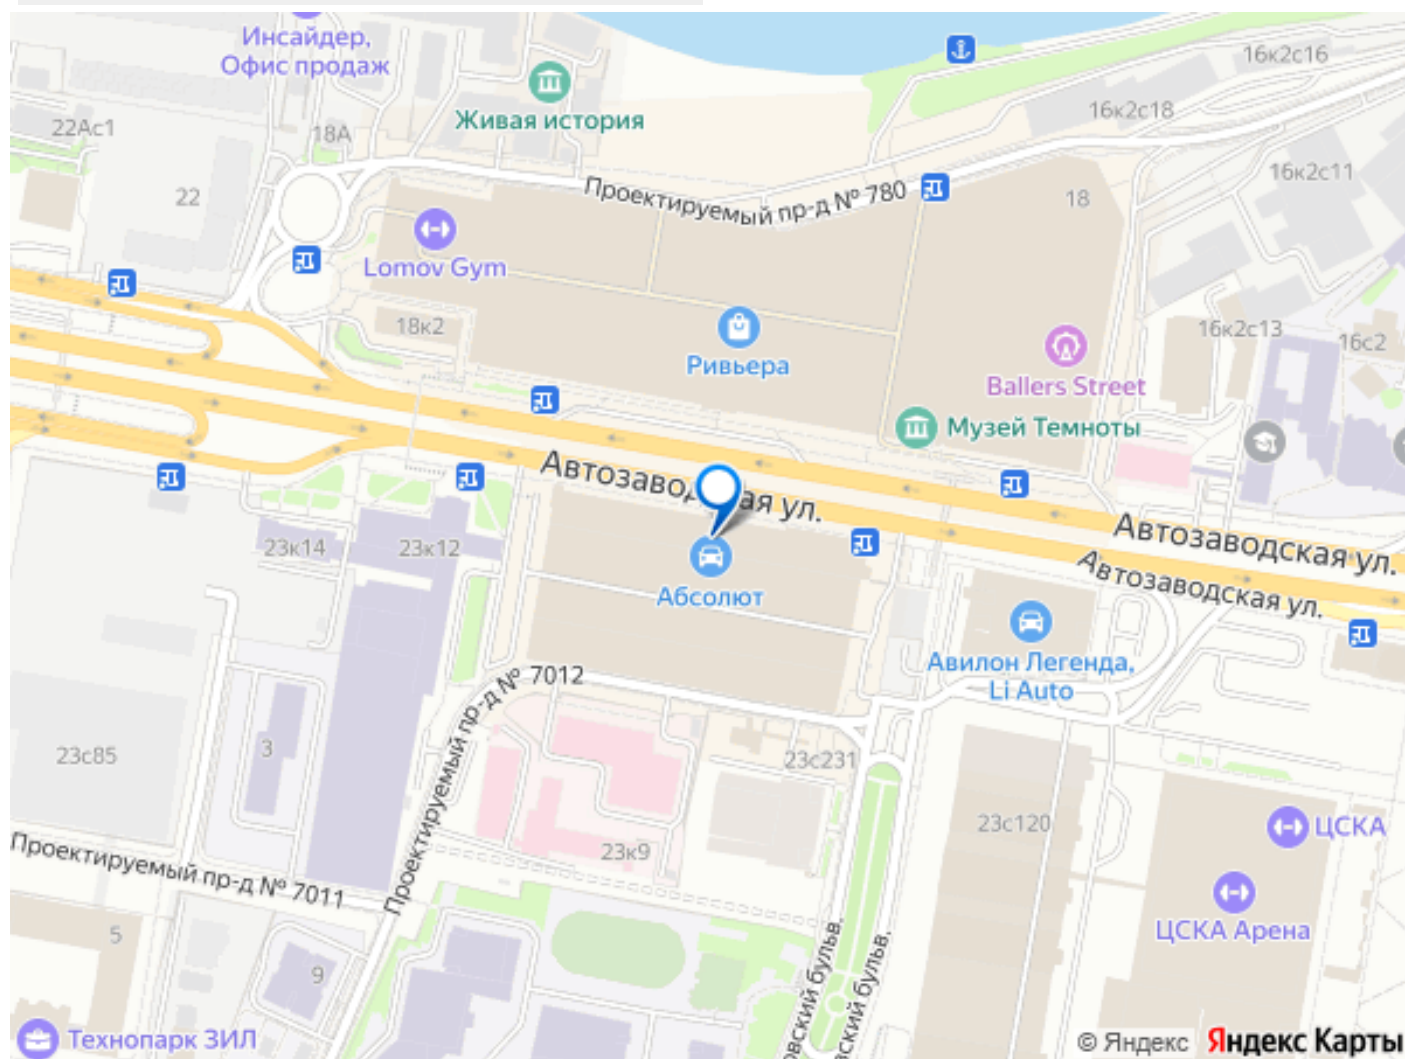 Инсайдер,
Офис продаж
Живая история
16к2с16
16к2с18
22Ас1
18А
16к2с11
22
Проектируемый пр-д № 780
18
Lomov Gym
18к2
16к2с13
16с2
Ривьера
Ballers Street
Музей Темноты
Автозаводская ул.
Автозаводская ул.
23к14
23к12
Абсолют
Автозаводская ул.
Авилон Легенда,
Li Auto
Проектируемый пр-д № 7012
23с85
3
23с231
23с120
ЦСКА
23к9
Проектируемый пр-д № 7011
ЦСКА Арена
5
9
Технопарк ЗИЛ
бульв.
бульв.
© Яндекс Яндекс Карты